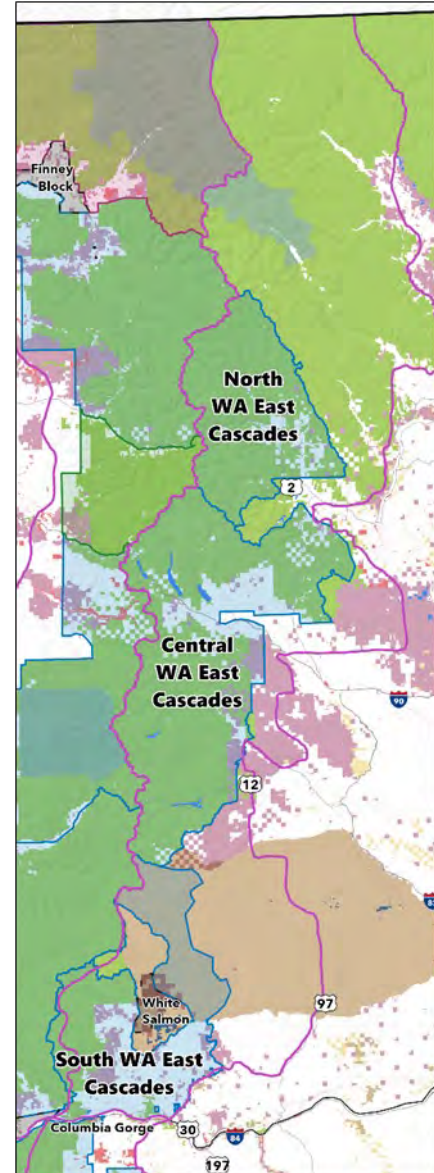 Finney
Block
North
WA East
Cascades
2
Central
WA East
Cascades
90
12
White
Salmon
97
South WA East
Cascades
Columbia Gorge
30
84
197